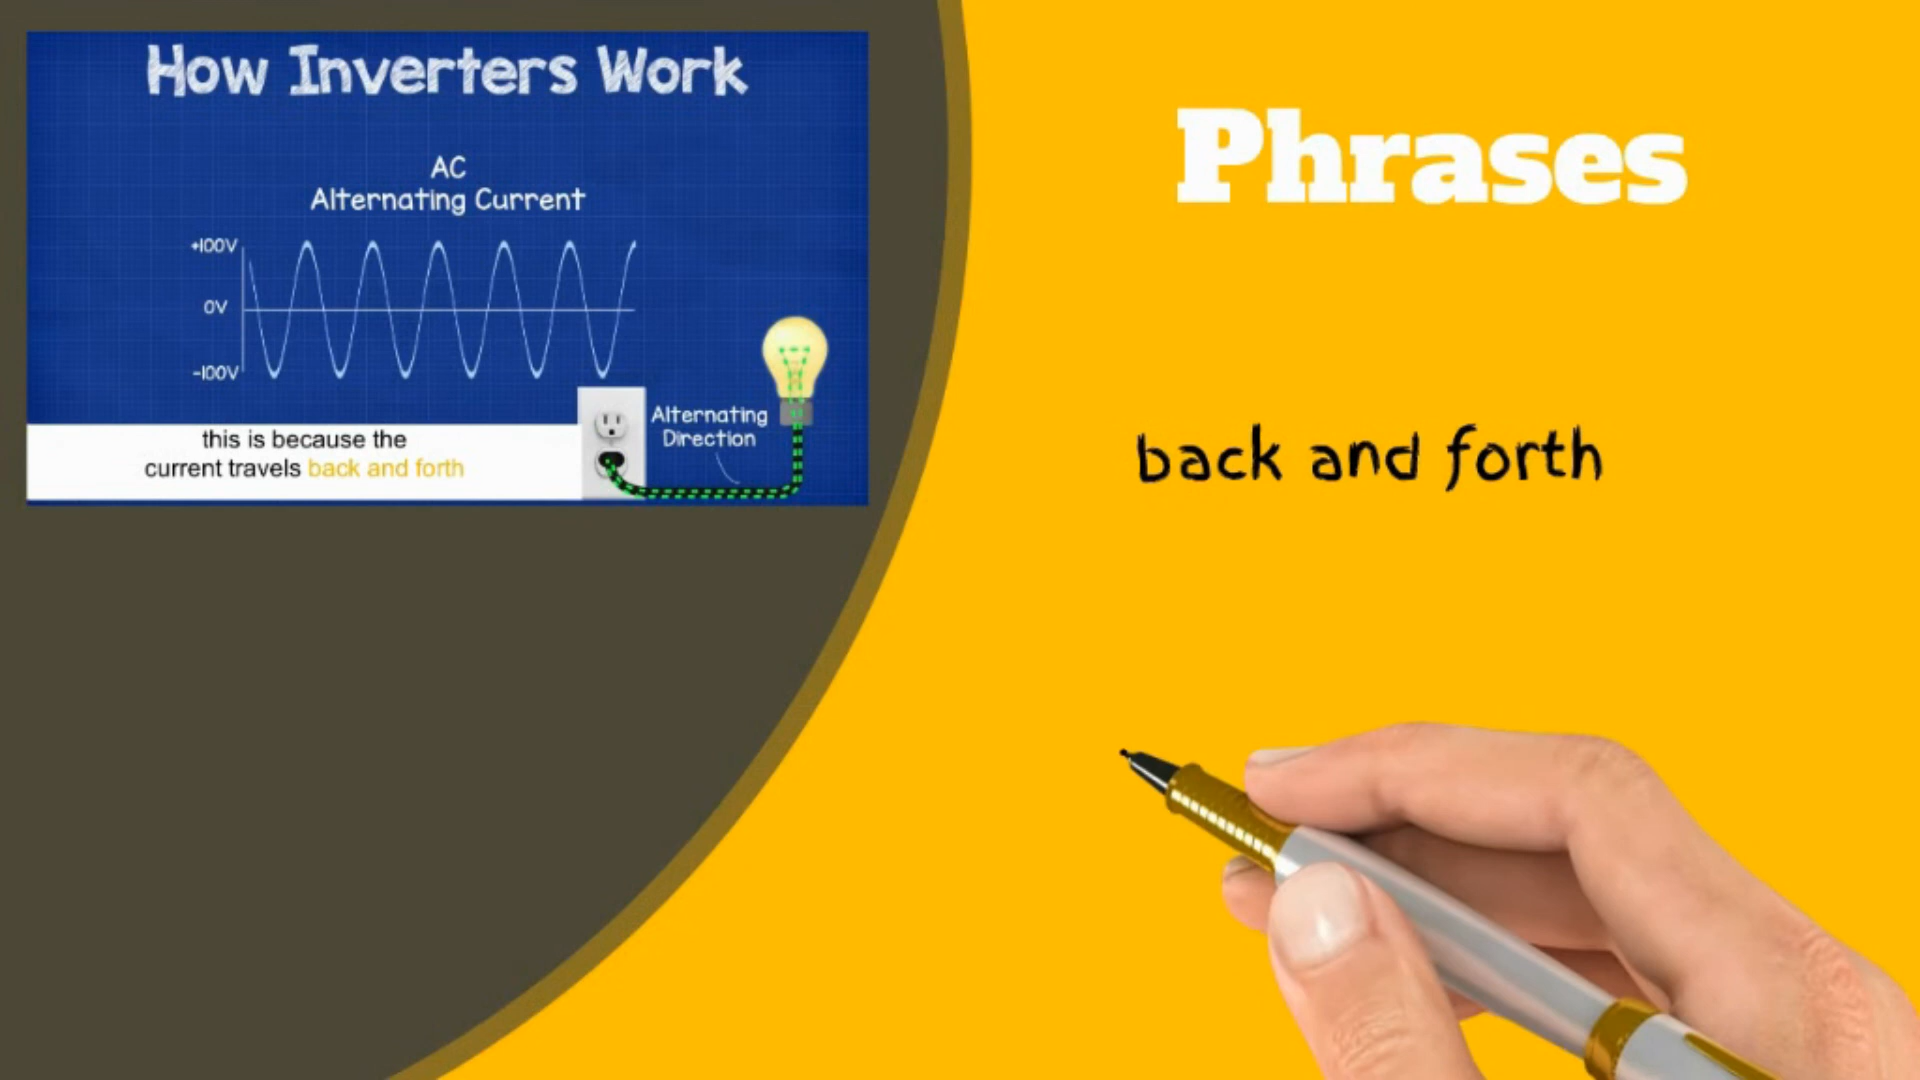 How Inverters Work
AC
Alternating Current
+100V
0V
-100V
Alternating
Direction
this is because the
current travels back and forth
Phrases
back and forth